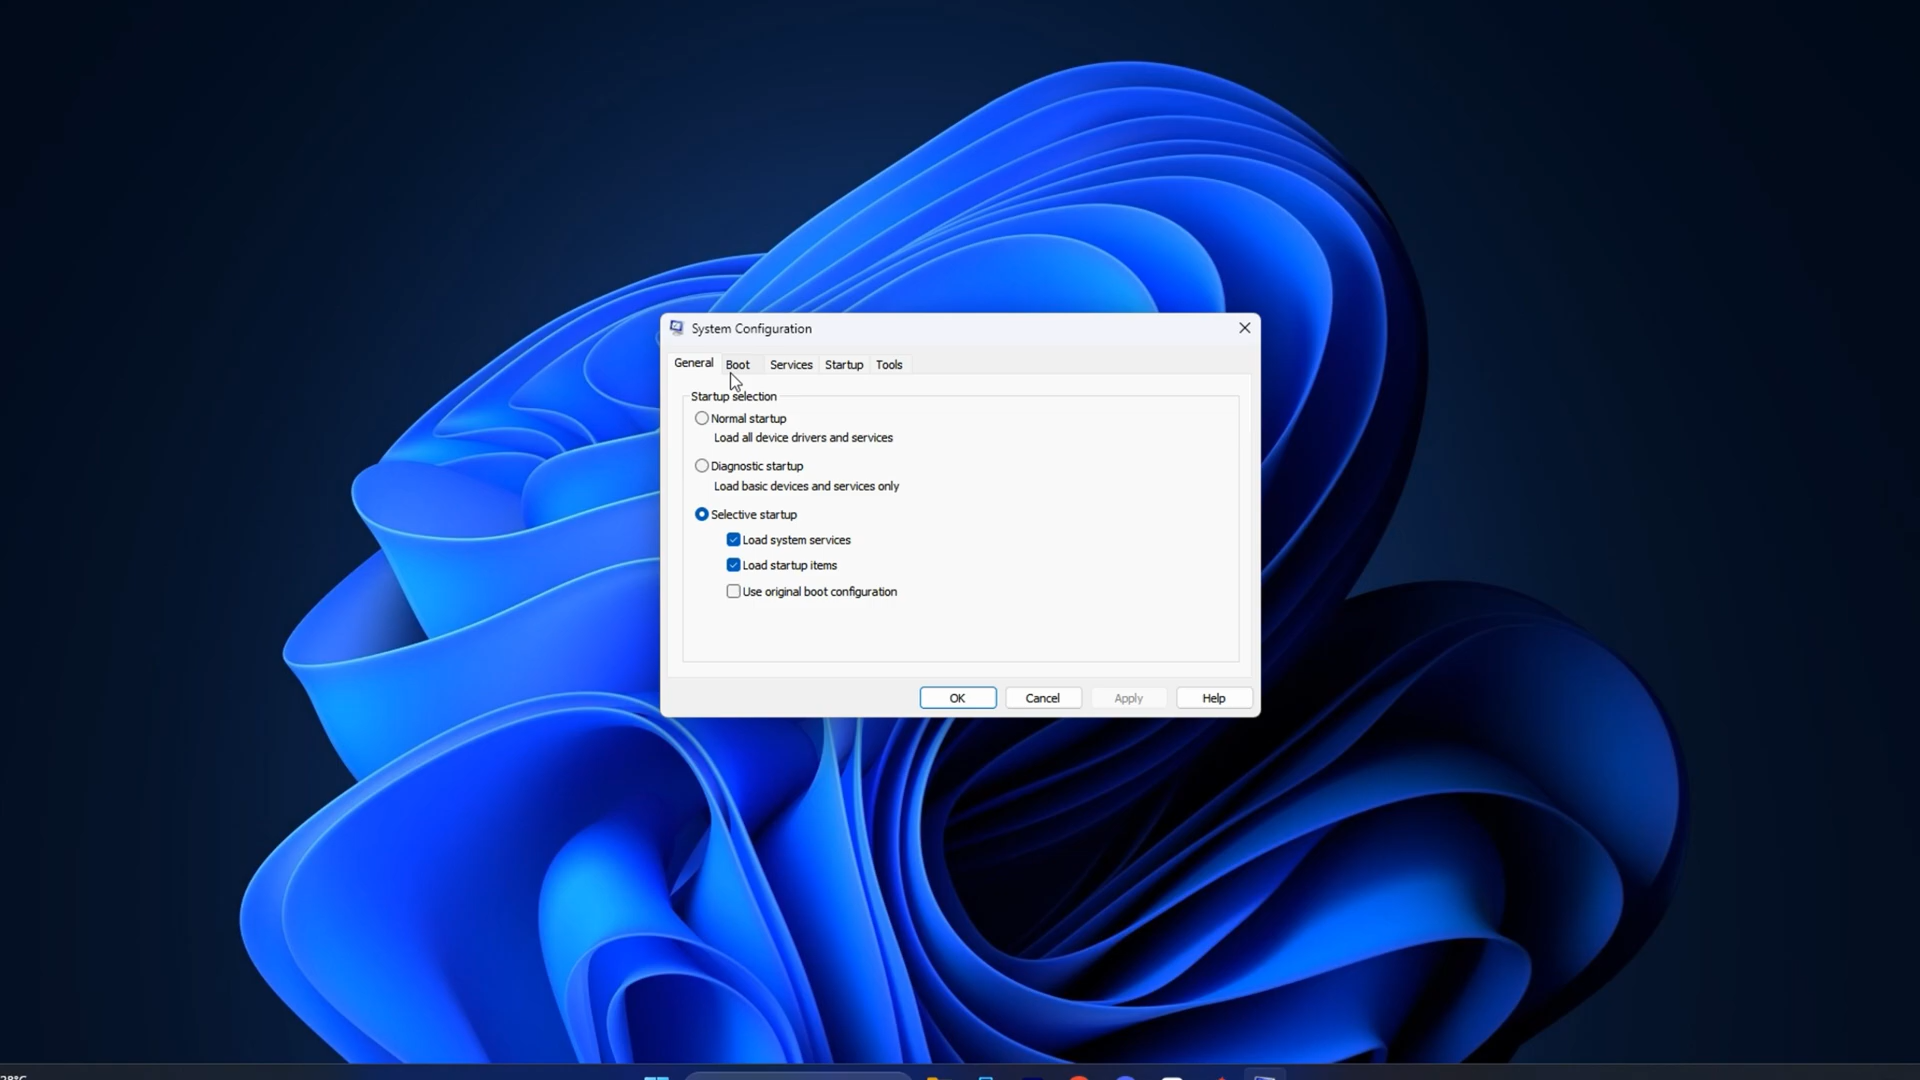 System Configuration
General Boot Services Startup Tools
Startup selection
Normal startup
Load all device drivers and services
Diagnostic startup
Load basic devices and services only
Selective startup
Load system services
Load startup items
Use original boot configuration
OK Cancel Apply Help